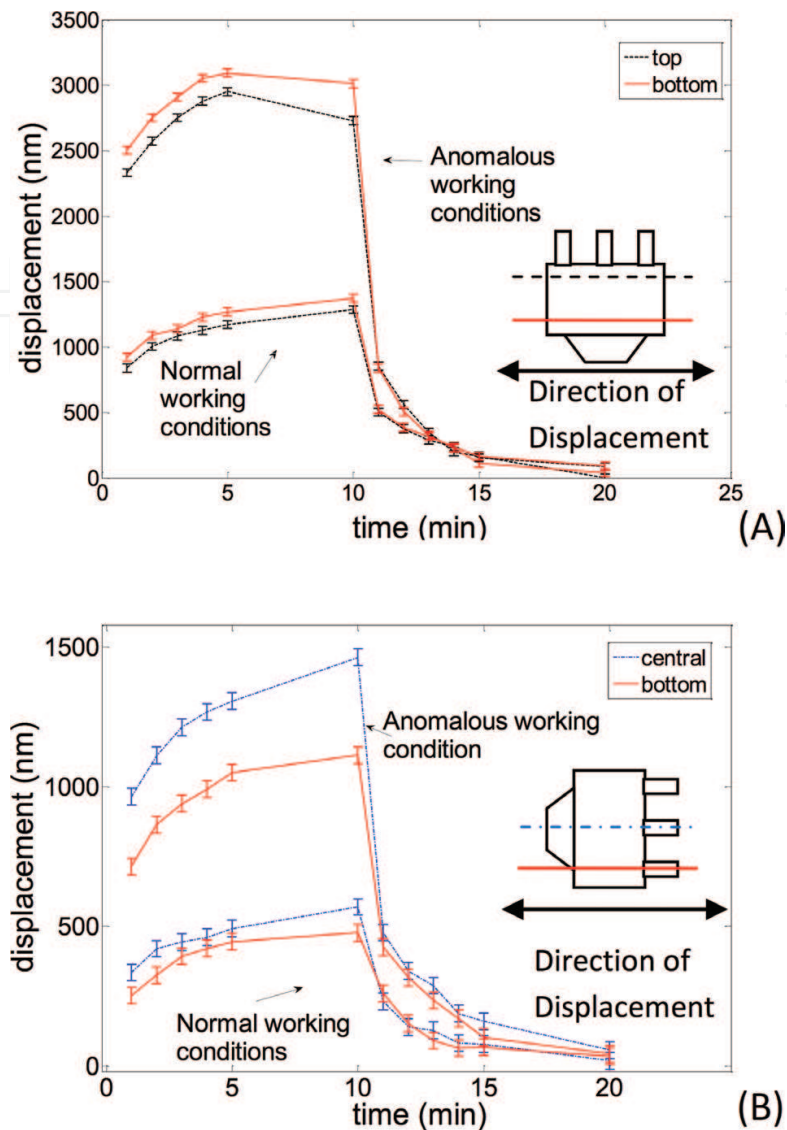 3500
3000
2500
2000
1500
1000
500
0
displacement (nm)
top
bottom
Anomalous
working
conditions
Normal
working
conditions
Direction of
Displacement
0
5
10
15
20
25
time (min)
(A)
1500
1000
500
0
displacement (nm)
central
bottom
Anomalous working
condition
Normal working
conditions
Direction of
Displacement
0
5
10
15
20
time (min)
(B)